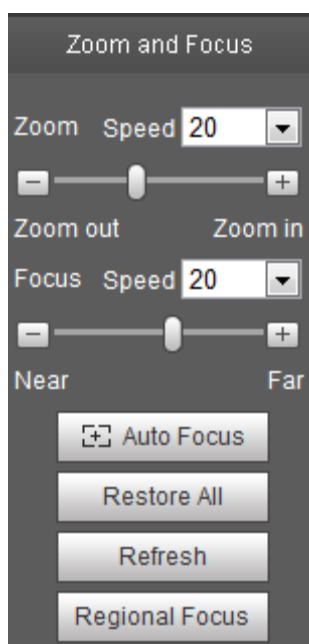 Zoom and Focus
Zoom Speed 20
Zoom out Zoom in
Focus Speed 20
Near Far
Auto Focus
Restore All
Refresh
Regional Focus